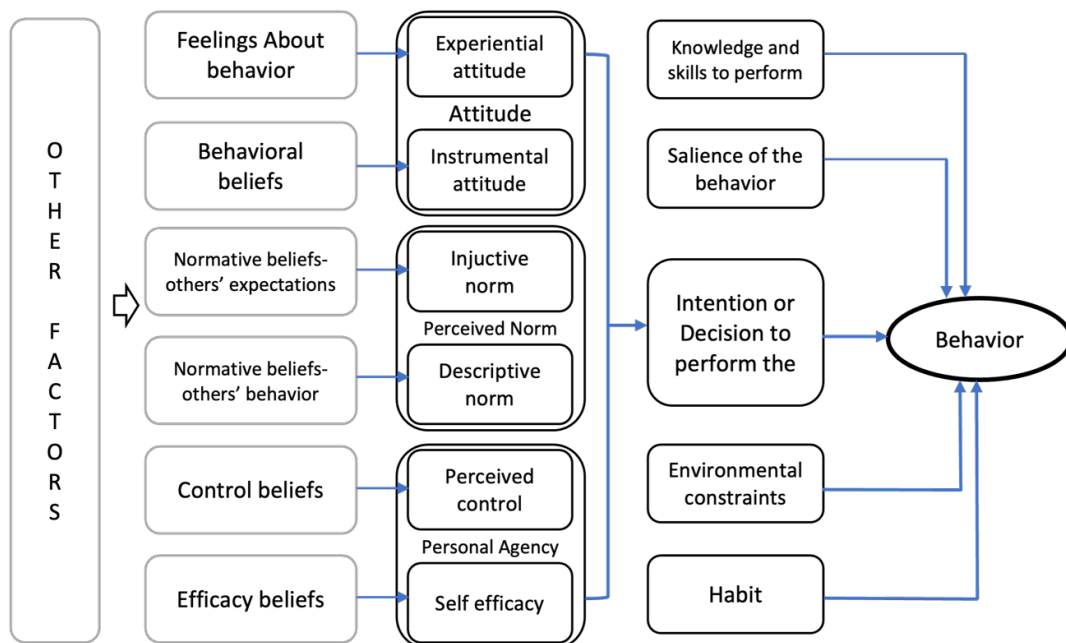 OTHER FACTORS
Feelings About
behavior
Behavioral
beliefs
Normative beliefs-
others’ expectations
Normative beliefs-
others’ behavior
Control beliefs
Efficacy beliefs
Experiential
attitude
Attitude
Instrumental
attitude
Injuctive
norm
Perceived Norm
Descriptive
norm
Perceived
control
Personal Agency
Self efficacy
Knowledge and
skills to perform
Salience of the
behavior
Intention or
Decision to
perform the
Environmental
constraints
Habit
Behavior